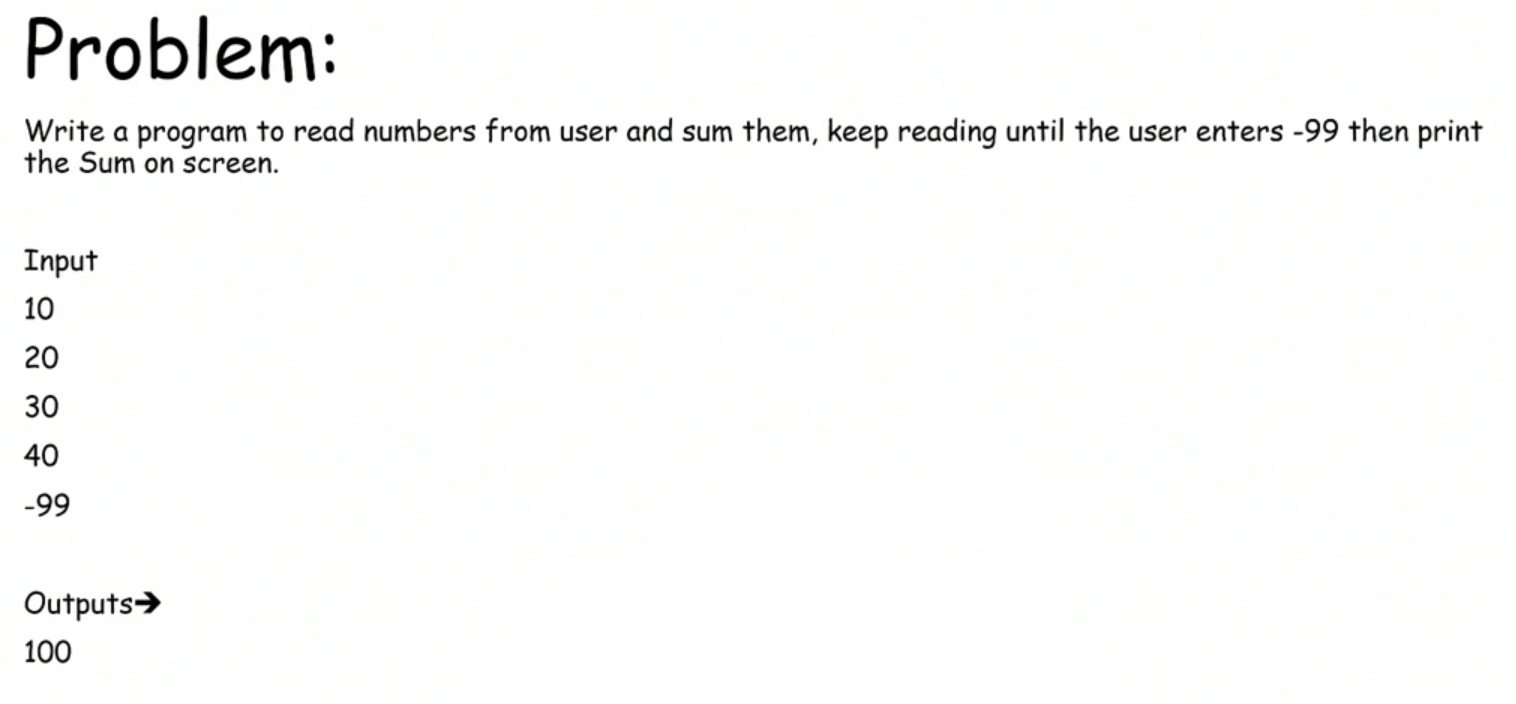 Problem:
Write a program to read numbers from user and sum them, keep reading until the user enters -99 then print
the Sum on screen.
Input
10
20
30
40
-99
Outputs➔
100